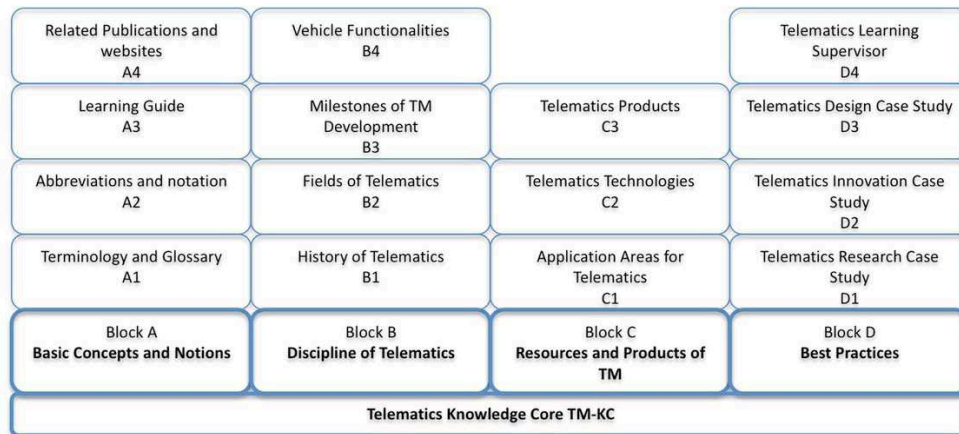 Related Publications and
websites
A4
Vehicle Functionalities
B4
Telematics Learning
Supervisor
D4
Learning Guide
A3
Milestones of TM
Development
B3
Telematics Products
C3
Telematics Design Case Study
D3
Abbreviations and notation
A2
Fields of Telematics
B2
Telematics Technologies
C2
Telematics Innovation Case
Study
D2
Terminology and Glossary
A1
History of Telematics
B1
Application Areas for
Telematics
C1
Telematics Research Case
Study
D1
Block A
Basic Concepts and Notions
Block B
Discipline of Telematics
Block C
Resources and Products of
TM
Block D
Best Practices
Telematics Knowledge Core TM-KC